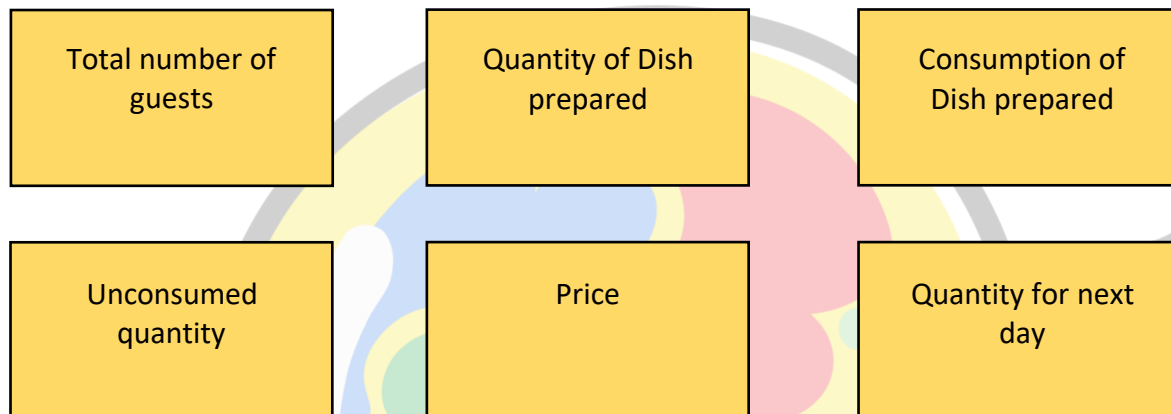 Total number of
guests
Quantity of Dish
prepared
Consumption of
Dish prepared
Unconsumed
quantity
Price
Quantity for next
day